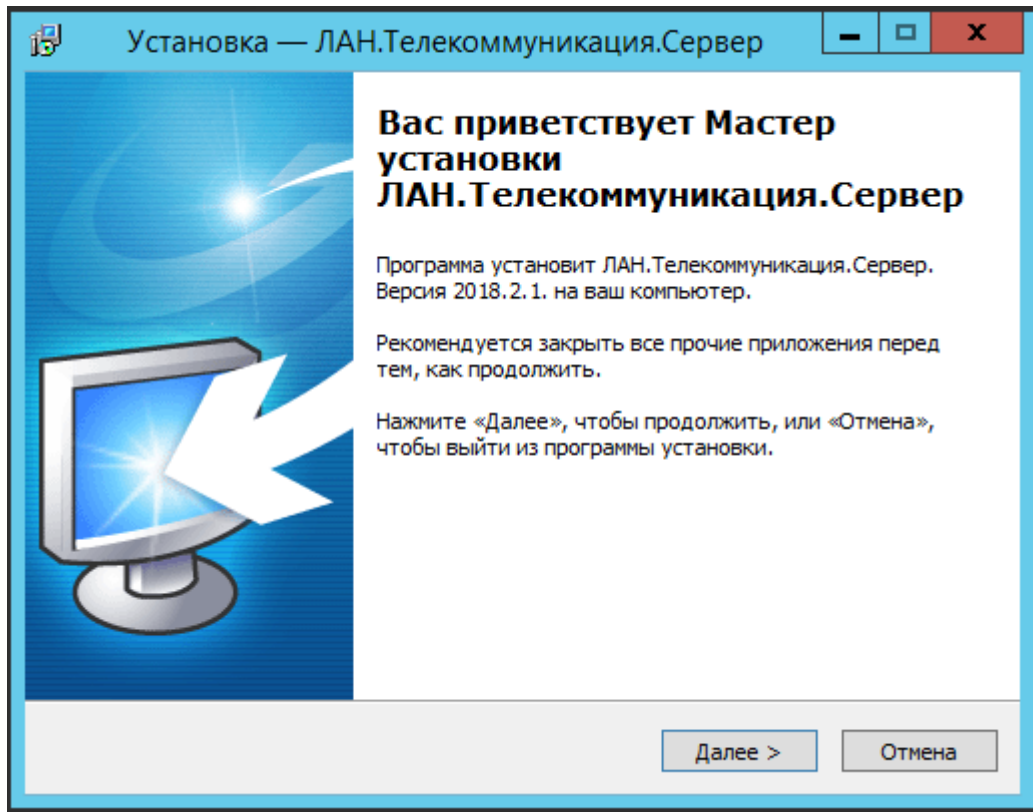 Установка — ЛАН.Телекоммуникация.Сервер
Вас приветствует Мастер
установки
ЛАН.Телекоммуникация.Сервер
Программа установит ЛАН.Телекоммуникация.Сервер.
Версия 2018.2.1. на ваш компьютер.
Рекомендуется закрыть все прочие приложения перед
тем, как продолжить.
Нажмите «Далее», чтобы продолжить, или «Отмена»,
чтобы выйти из программы установки.
Далее >
Отмена